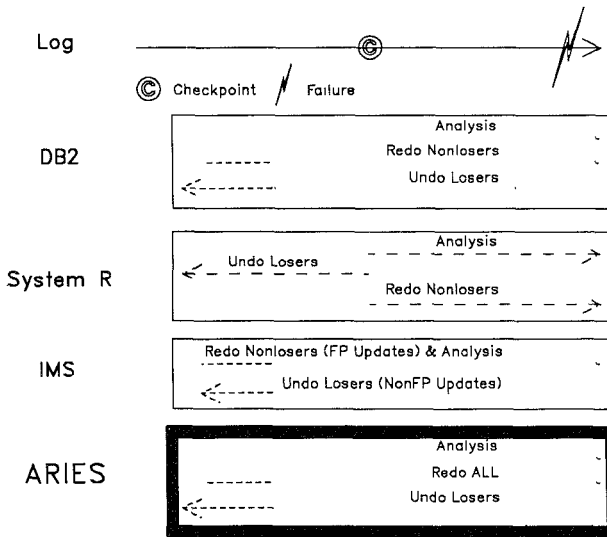 Log
© Checkpoint Failure
DB2
Analysis
Redo Nonlosers
Undo Losers
System R
Analysis
Undo Losers
Redo Nonlosers
IMS
Redo Nonlosers (FP Updates) & Analysis
Undo Losers (NonFP Updates)
ARIES
Analysis
Redo ALL
Undo Losers